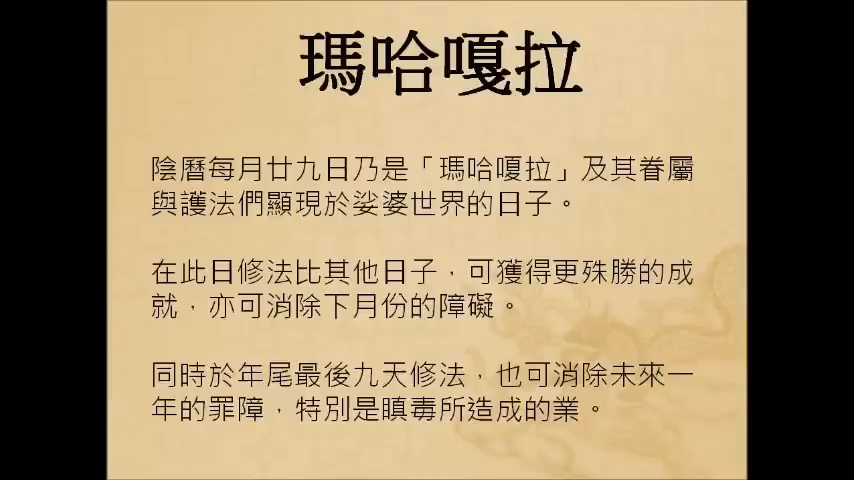 瑪哈嘎拉
陰曆每月廿九日乃是「瑪哈嘎拉」及其眷屬
與護法們顯現於娑婆世界的日子。
在此日修法比其他日子，可獲得更殊勝的成
就，亦可消除下月份的障礙。
同時於年尾最後九天修法，也可消除未來一
年的罪障，特別是瞋毒所造成的業。